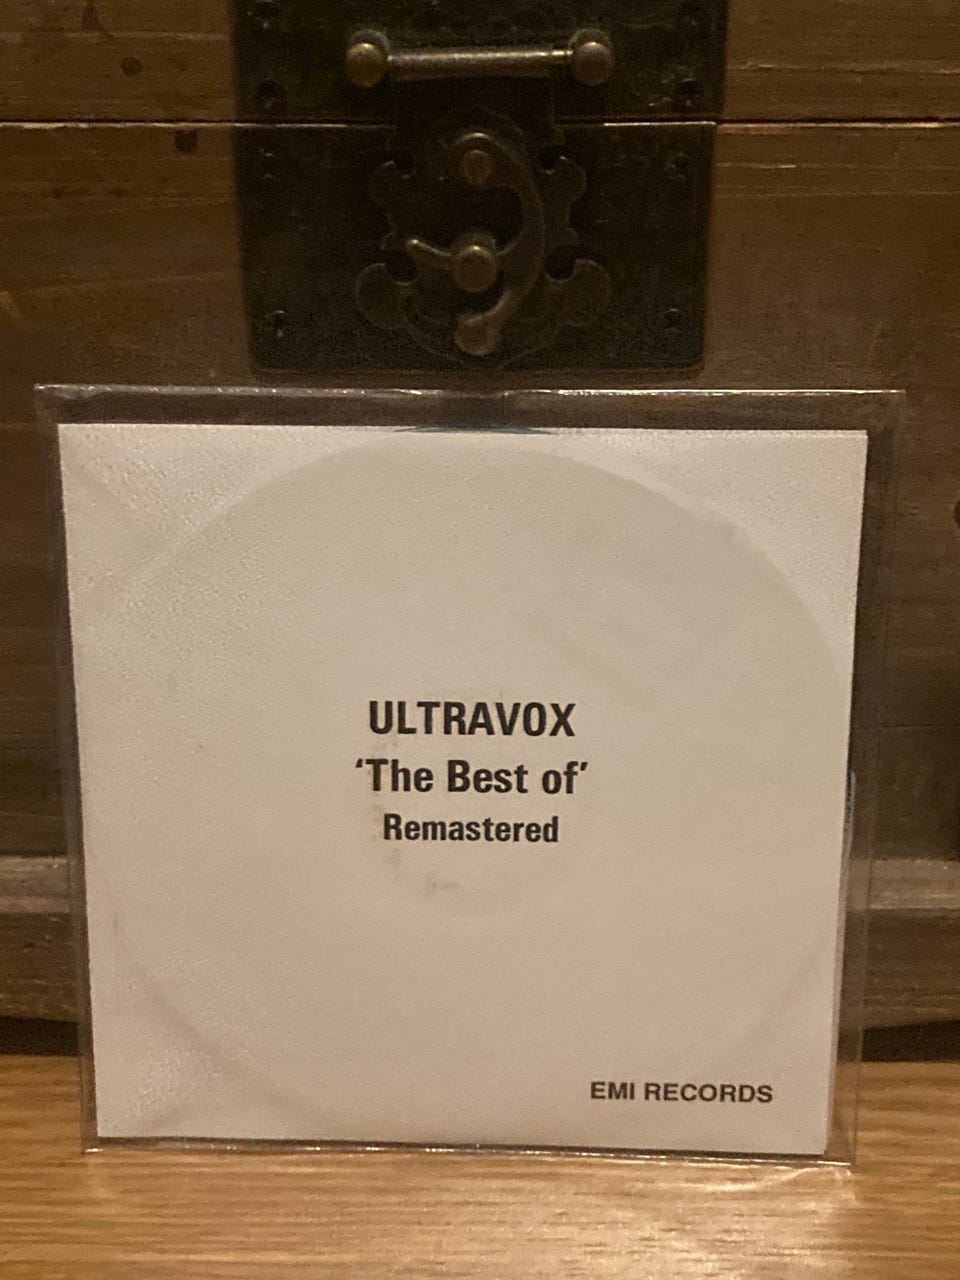 ULTRAVOX
‘The Best of’
Remastered
EMI RECORDS